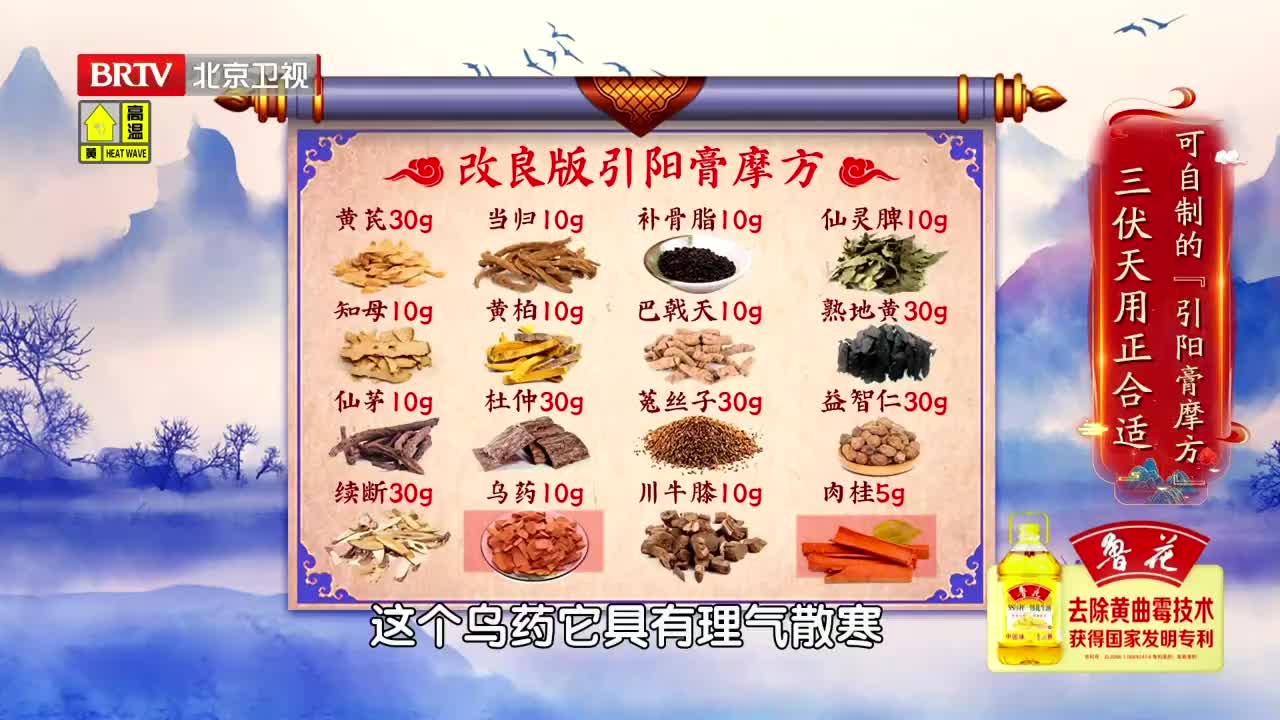 BRTV 北京卫视
高温
黄 HEAT WAVE
改良版引阳膏摩方
黄芪30g 当归10g 补骨脂10g 仙灵脾10g
知母10g 黄柏10g 巴戟天10g 熟地黄30g
仙茅10g 杜仲30g 菟丝子30g 益智仁30g
续断30g 乌药10g 川牛膝10g 肉桂5g
可自制的『引阳膏摩方
三伏天用正合适
鲁花
鲁花
去除黄曲霉技术
获得国家发明专利
这个乌药它具有理气散寒